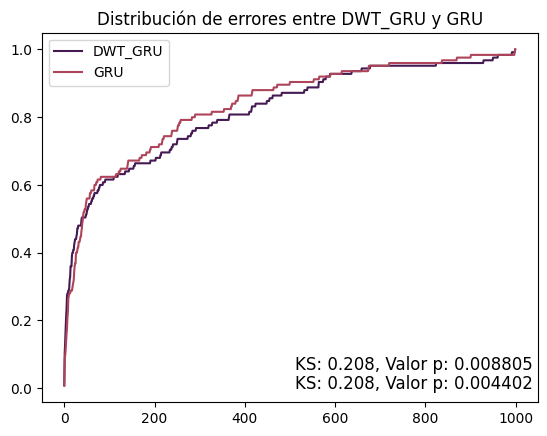 Distribución de errores entre DWT_GRU y GRU
DWT_GRU
GRU
1.0
0.8
0.6
0.4
0.2
0.0
KS: 0.208, Valor p: 0.008805
KS: 0.208, Valor p: 0.004402
0 200 400 600 800 1000